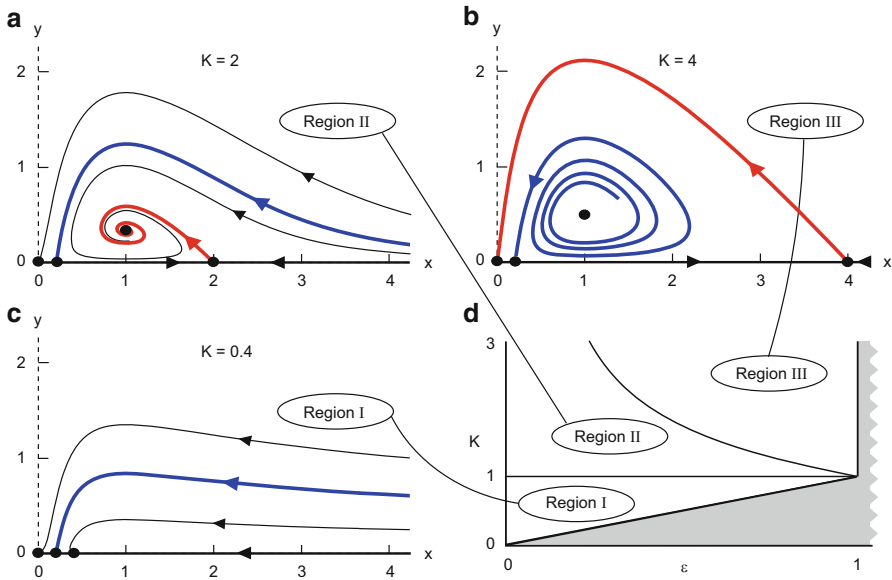 a
y
K = 2
2
1
0
0
1
2
3
4
x
Region II
b
y
K = 4
2
1
0
0
1
2
3
4
x
Region III
c
y
K = 0.4
2
1
0
0
1
2
3
4
x
Region I
d
3
K
1
0
0
ε
1
Region III
Region II
Region I